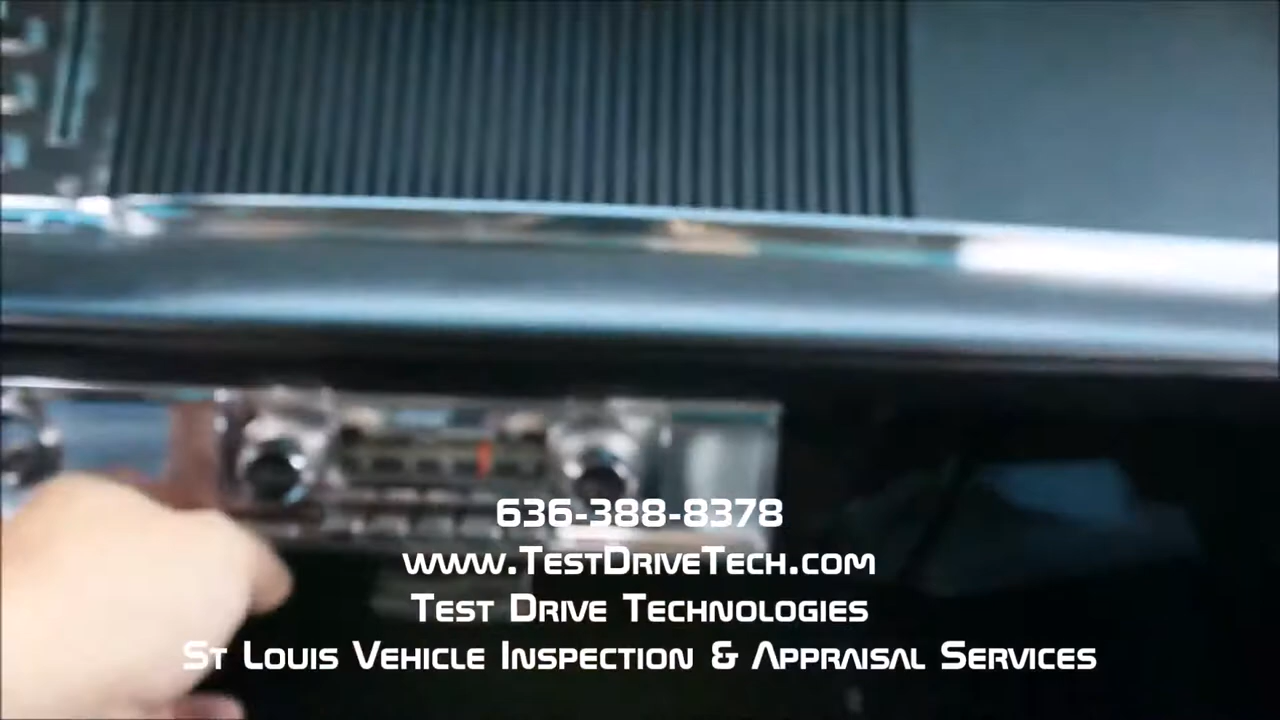 636-388-8378
www.TestDriveTech.com
Test Drive Technologies
St Louis Vehicle Inspection & Appraisal Services